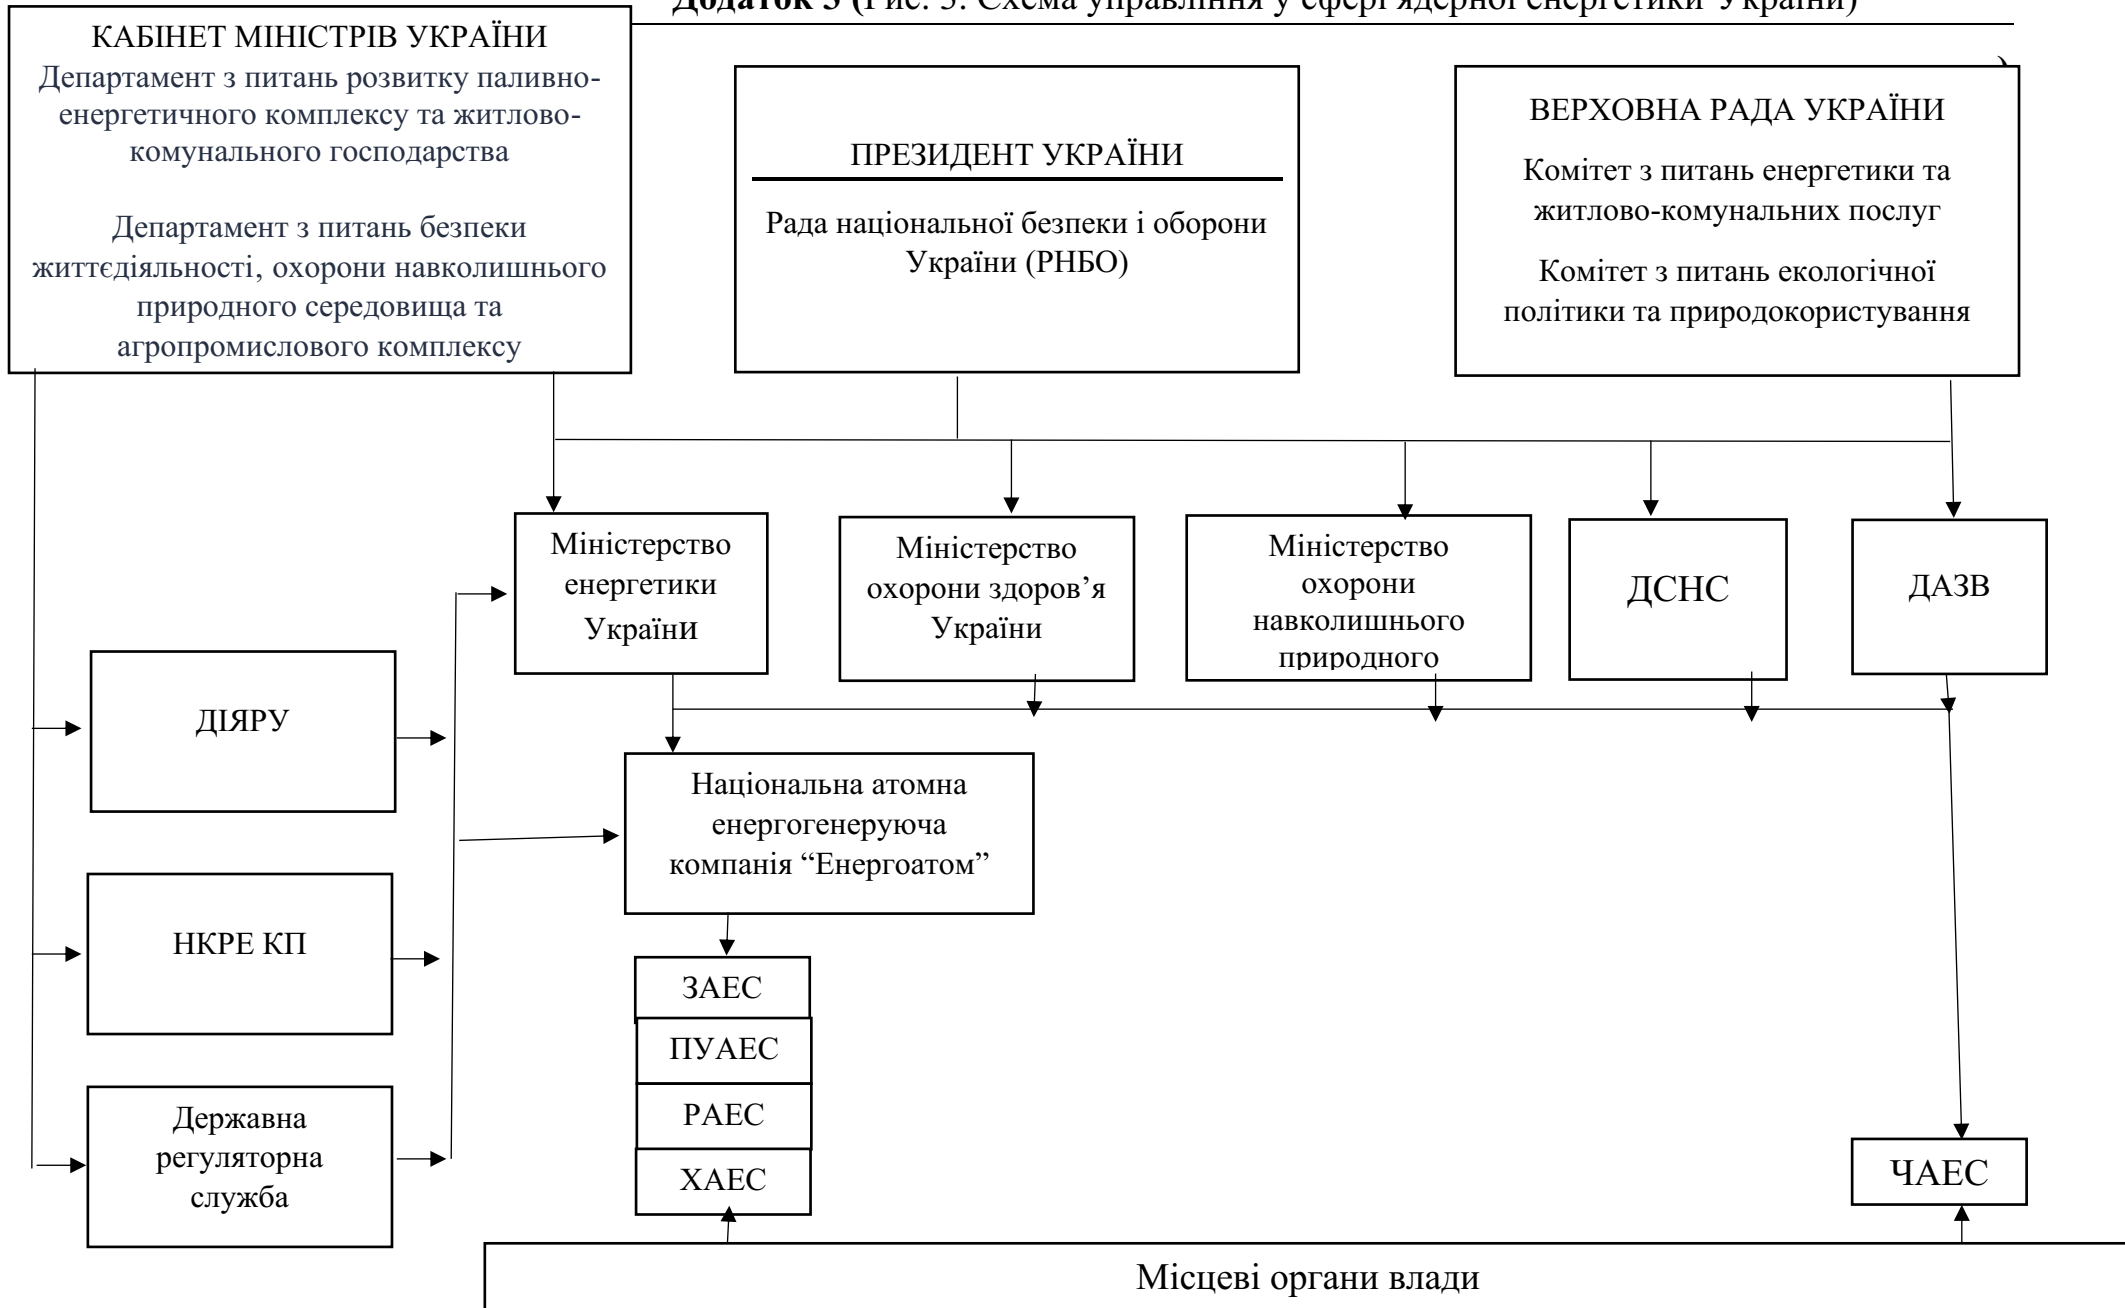 Додаток 3 (Рис. 3. Схема управління у сфері ядерної енергетики України)
)
КАБІНЕТ МІНІСТРІВ УКРАЇНИ
Департамент з питань розвитку паливно-
енергетичного комплексу та житлово-
комунального господарства
Департамент з питань безпеки
життєдіяльності, охорони навколишнього
природного середовища та
агропромислового комплексу
ПРЕЗИДЕНТ УКРАЇНИ
Рада національної безпеки і оборони
України (РНБО)
ВЕРХОВНА РАДА УКРАЇНИ
Комітет з питань енергетики та
житлово-комунальних послуг
Комітет з питань екологічної
політики та природокористування
Міністерство
енергетики
України
Міністерство
охорони здоров’я
України
Міністерство
охорони
навколишнього
природного
ДСНС
ДАЗВ
ДІЯРУ
НКРЕ КП
Державна
регуляторна
служба
Національна атомна
енергогенеруюча
компанія “Енергоатом”
ЗАЕС
ПУАЕС
РАЕС
ХАЕС
ЧАЕС
Місцеві органи влади